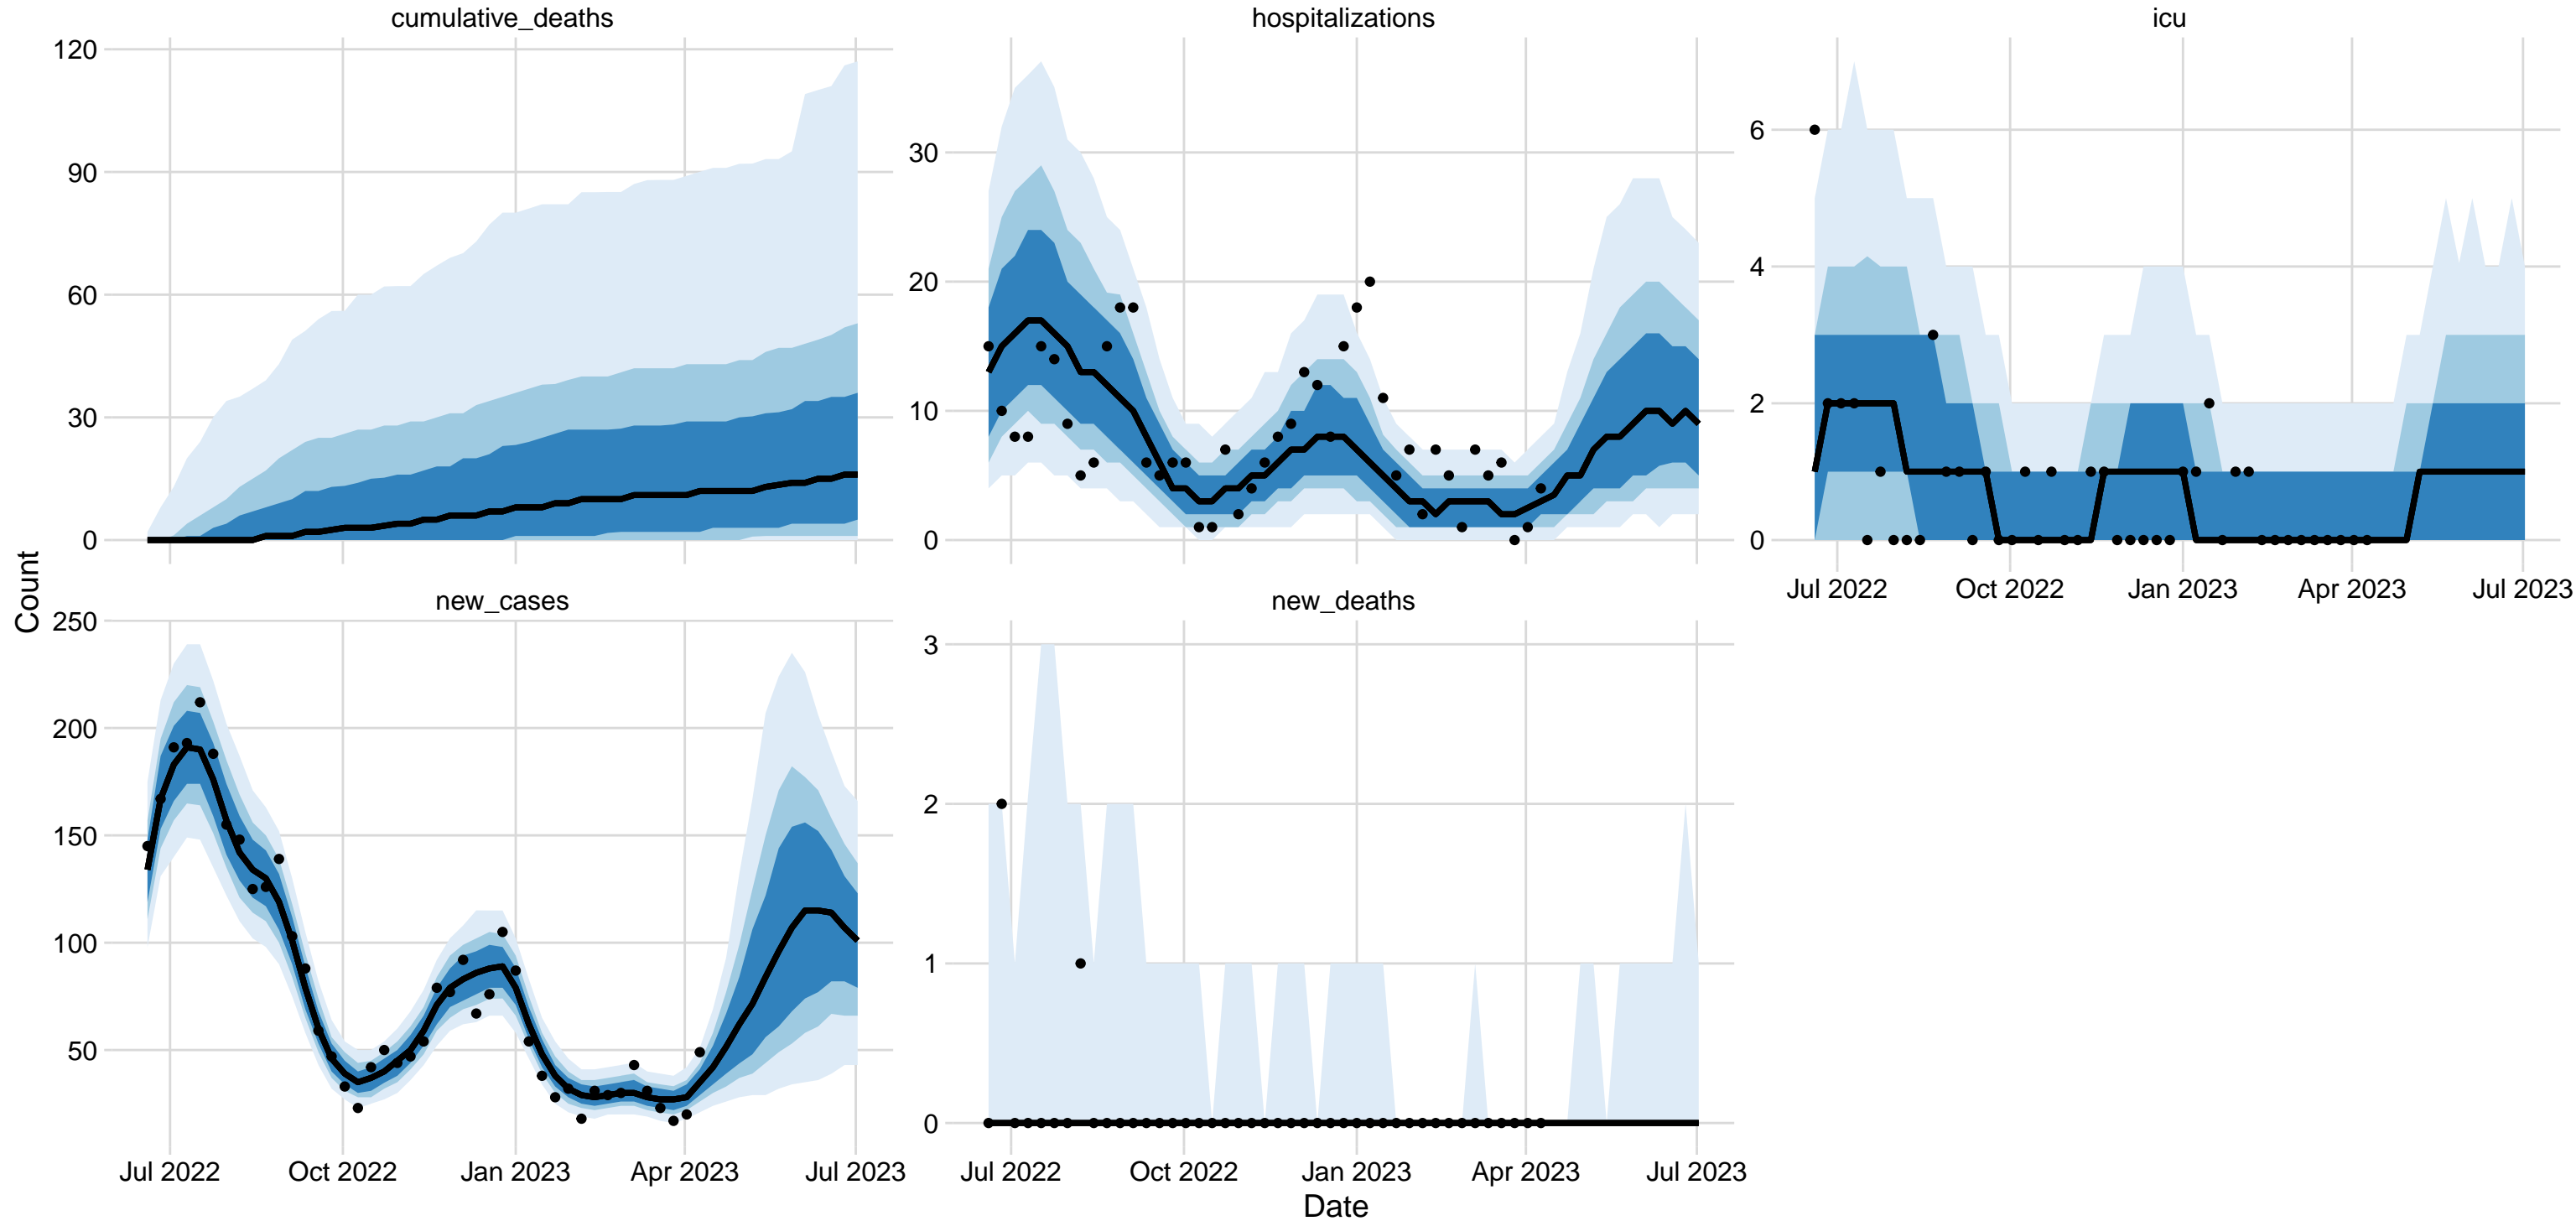 cumulative_deaths
hospitalizations
icu
120
90
60
30
0
30
20
10
0
6
4
2
0
Jul 2022
Oct 2022
Jan 2023
Apr 2023
Jul 2023
Count
new_cases
new_deaths
250
200
150
100
50
3
2
1
0
Jul 2022
Oct 2022
Jan 2023
Apr 2023
Jul 2023
Jul 2022
Oct 2022
Jan 2023
Apr 2023
Jul 2023
Date